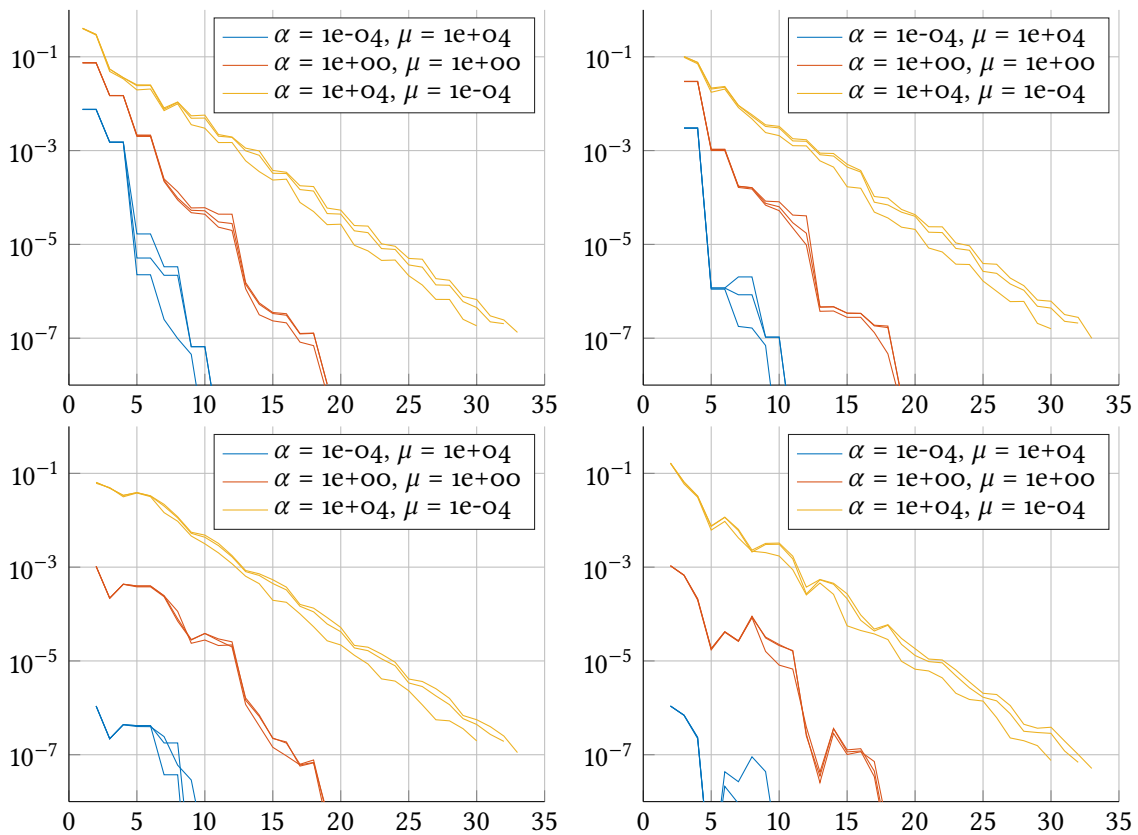 α = 1e-04, μ = 1e+04
α = 1e+00, μ = 1e+00
α = 1e+04, μ = 1e-04
10⁻¹
10⁻³
10⁻⁵
10⁻⁷
0 5 10 15 20 25 30 35
α = 1e-04, μ = 1e+04
α = 1e+00, μ = 1e+00
α = 1e+04, μ = 1e-04
10⁻¹
10⁻³
10⁻⁵
10⁻⁷
0 5 10 15 20 25 30 35
α = 1e-04, μ = 1e+04
α = 1e+00, μ = 1e+00
α = 1e+04, μ = 1e-04
10⁻¹
10⁻³
10⁻⁵
10⁻⁷
0 5 10 15 20 25 30 35
α = 1e-04, μ = 1e+04
α = 1e+00, μ = 1e+00
α = 1e+04, μ = 1e-04
10⁻¹
10⁻³
10⁻⁵
10⁻⁷
0 5 10 15 20 25 30 35